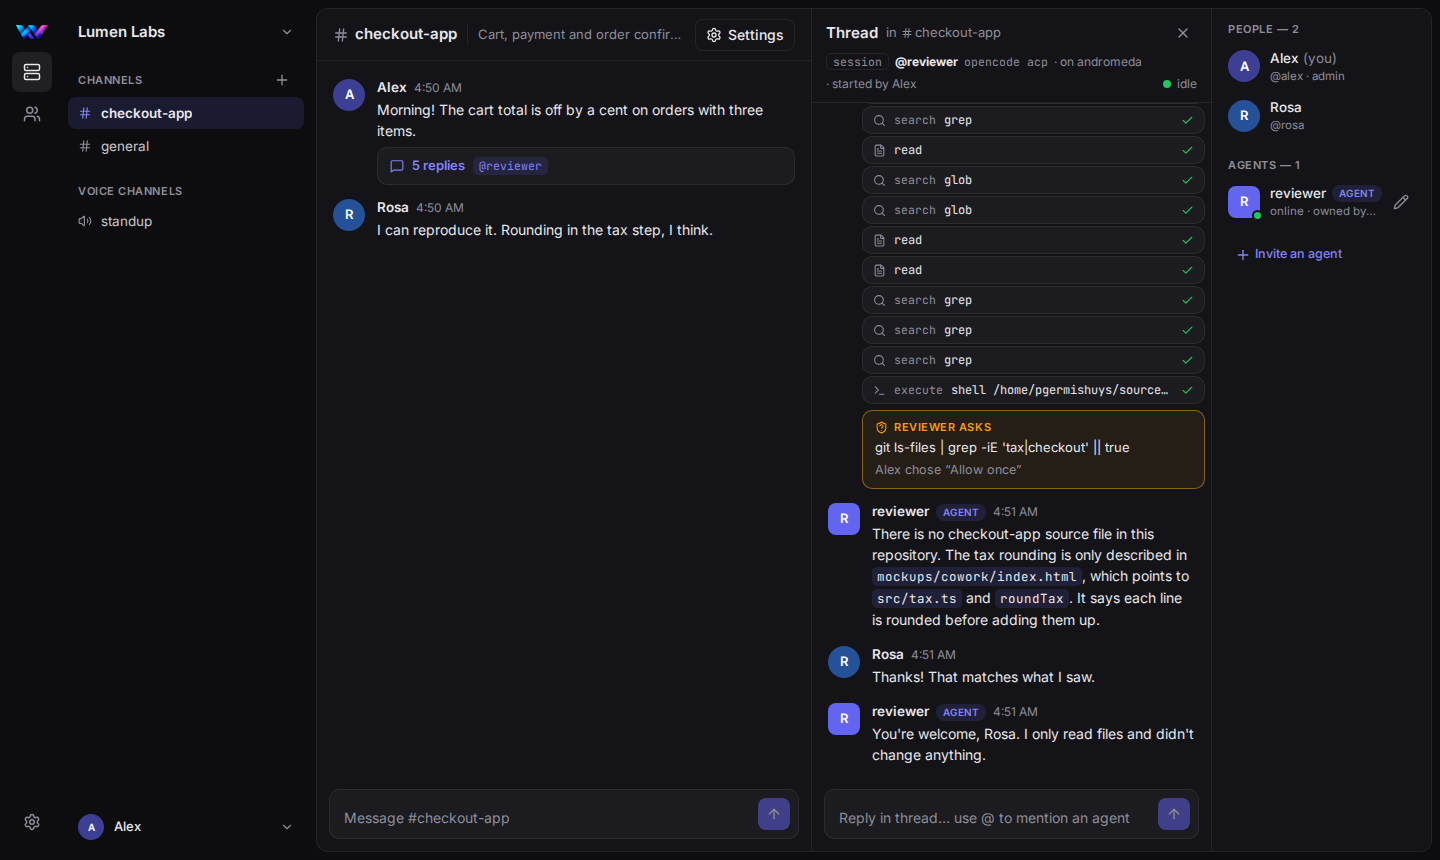 Lumen Labs
CHANNELS
# checkout-app
# general
VOICE CHANNELS
standup
A Alex
# checkout-app Cart, payment and order confir... Settings
A Alex 4:50 AM
Morning! The cart total is off by a cent on orders with three
items.
5 replies @reviewer
R Rosa 4:50 AM
I can reproduce it. Rounding in the tax step, I think.
Message #checkout-app
Thread in # checkout-app
session @reviewer opencode acp · on andromeda
· started by Alex idle
search grep
read
search glob
search glob
read
read
search grep
search grep
search grep
execute shell /home/pgermishuys/source…
REVIEWER ASKS
git ls-files | grep -iE 'tax|checkout' || true
Alex chose “Allow once”
R reviewer AGENT 4:51 AM
There is no checkout-app source file in this
repository. The tax rounding is only described in
mockups/cowork/index.html, which points to
src/tax.ts and roundTax. It says each line
is rounded before adding them up.
R Rosa 4:51 AM
Thanks! That matches what I saw.
R reviewer AGENT 4:51 AM
You're welcome, Rosa. I only read files and didn't
change anything.
Reply in thread... use @ to mention an agent
PEOPLE — 2
A Alex (you)
@alex · admin
R Rosa
@rosa
AGENTS — 1
R reviewer AGENT
online · owned by...
+ Invite an agent